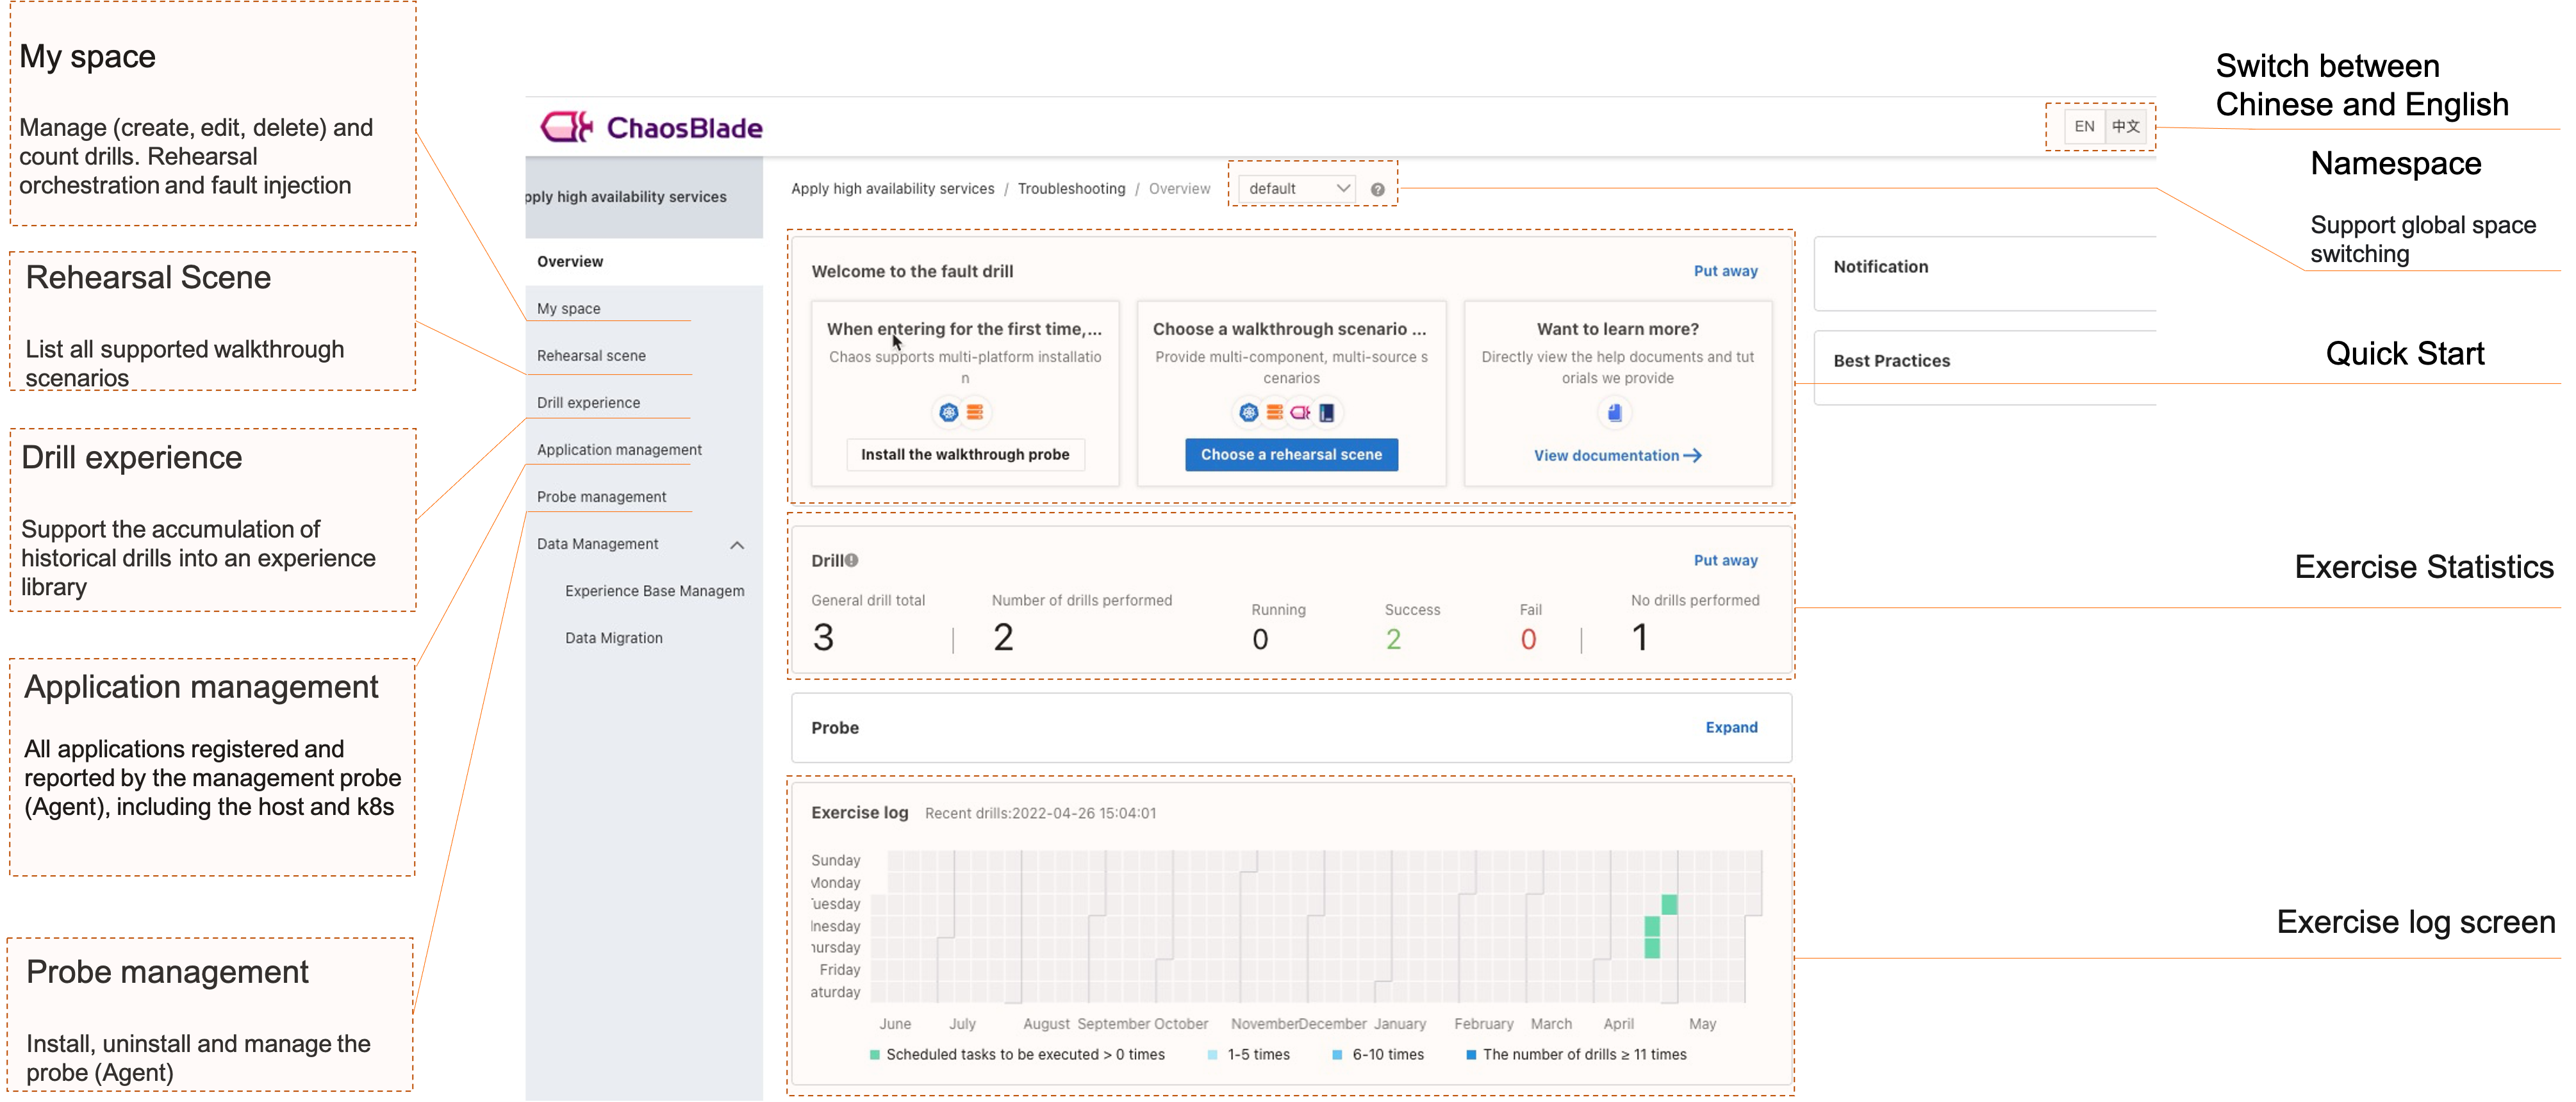 My space
Manage (create, edit, delete) and
count drills. Rehearsal
orchestration and fault injection
Rehearsal Scene
List all supported walkthrough
scenarios
Drill experience
Support the accumulation of
historical drills into an experience
library
Application management
All applications registered and
reported by the management probe
(Agent), including the host and k8s
Probe management
Install, uninstall and manage the
probe (Agent)
ChaosBlade
EN 中文
pply high availability services
Overview
My space
Rehearsal scene
Drill experience
Application management
Probe management
Data Management
Experience Base Managem
Data Migration
Apply high availability services / Troubleshooting / Overview default
Welcome to the fault drill Put away
When entering for the first time,...
Chaos supports multi-platform installatio
n
Install the walkthrough probe
Choose a walkthrough scenario ...
Provide multi-component, multi-source s
cenarios
Choose a rehearsal scene
Want to learn more?
Directly view the help documents and tut
orials we provide
View documentation
Drill Put away
General drill total Number of drills performed Running Success Fail No drills performed
3 2 0 2 0 1
Probe Expand
Exercise log Recent drills:2022-04-26 15:04:01
Sunday
Monday
Tuesday
lnesday
hursday
Friday
aturday
June July August September October November December January February March April May
Scheduled tasks to be executed > 0 times 1-5 times 6-10 times The number of drills ≥ 11 times
Notification
Best Practices
Switch between
Chinese and English
Namespace
Support global space
switching
Quick Start
Exercise Statistics
Exercise log screen